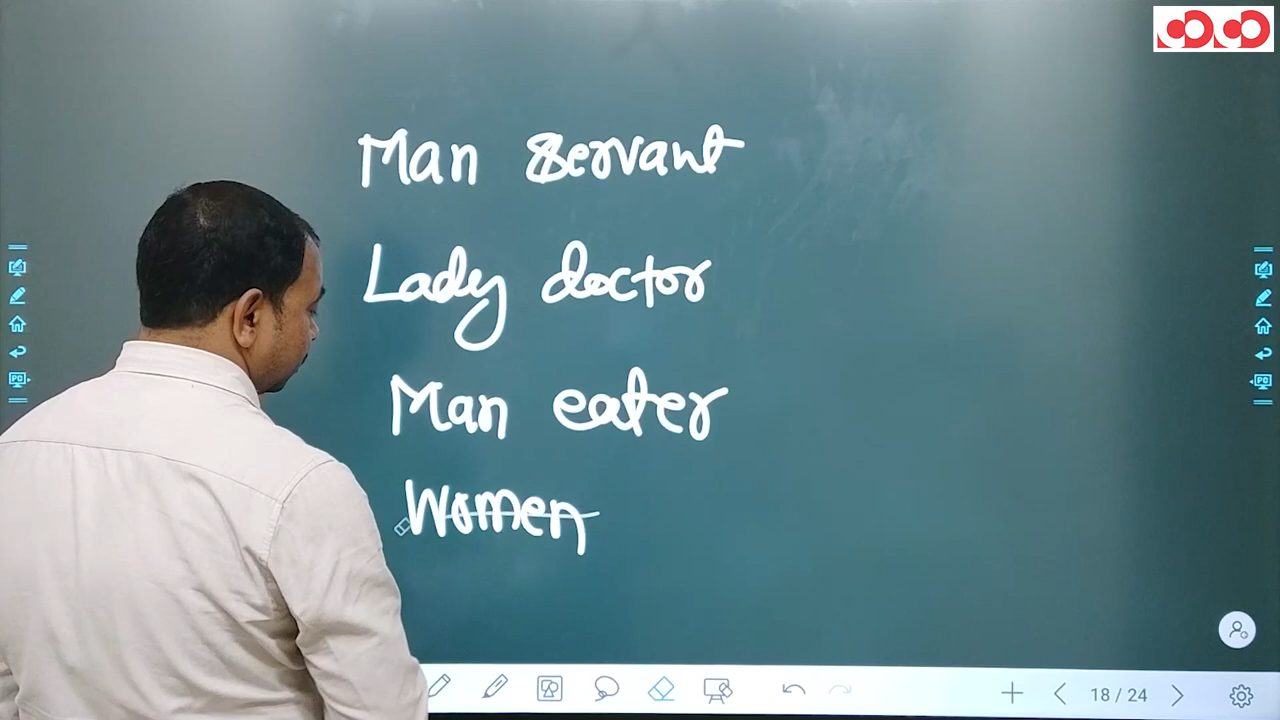 Man servant
Lady doctor
Man eater
Women
18 / 24